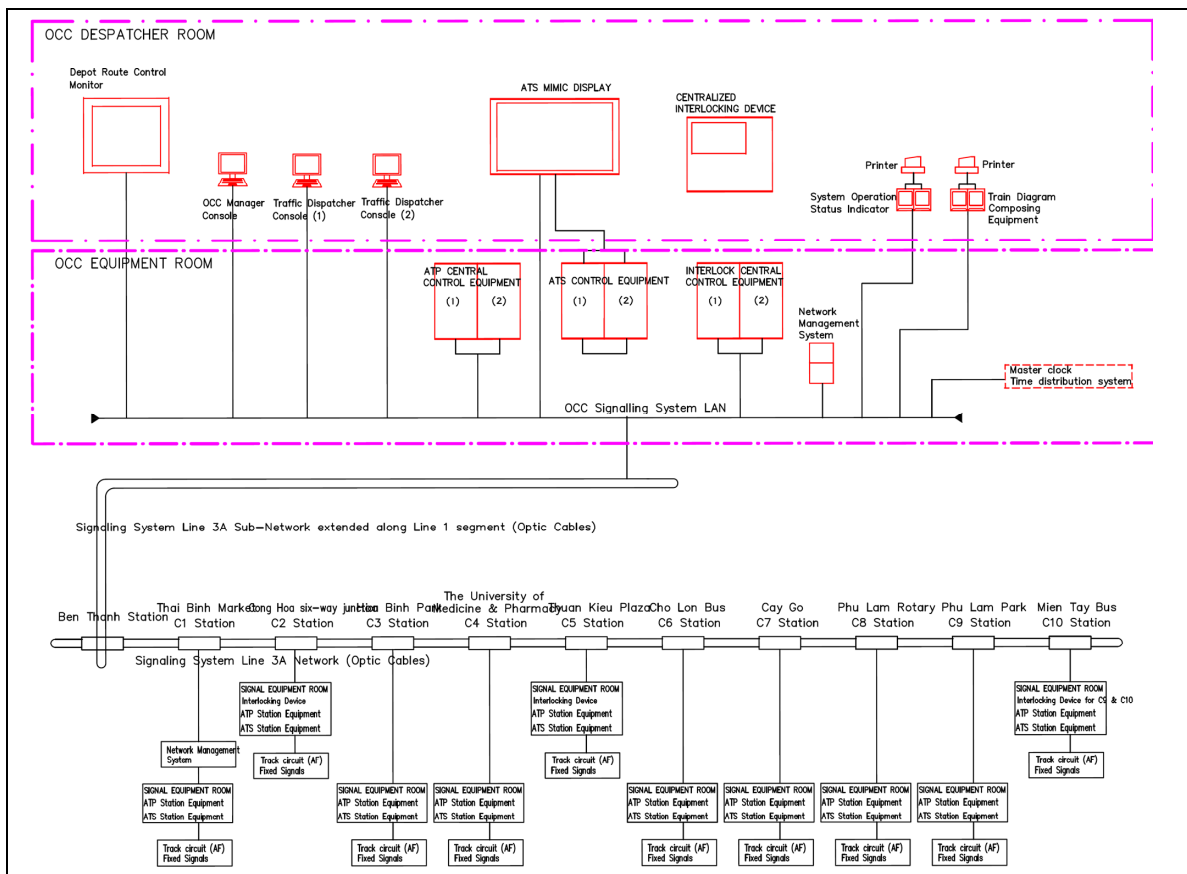 OCC DESPATCHER ROOM
Depot Route Control
Monitor
ATS MIMIC DISPLAY
CENTRALIZED
INTERLOCKING DEVICE
OCC Manager
Console
Traffic Dispatcher
Console (1)
Traffic Dispatcher
Console (2)
Printer
Printer
System Operation
Status Indicator
Train Diagram
Composing
Equipment
OCC EQUIPMENT ROOM
ATP CENTRAL
CONTROL EQUIPMENT
(1)
(2)
ATS CONTROL EQUIPMENT
(1)
(2)
INTERLOCK CENTRAL
CONTROL EQUIPMENT
(1)
(2)
Network
Management
System
Master clock
Time distribution system
OCC Signalling System LAN
Signaling System Line 3A Sub-Network extended along Line 1 segment (Optic Cables)
Ben Thanh Station
Thai Binh Market
C1 Station
Cong Hoa six-way junction
C2 Station
Hoa Binh Park
C3 Station
The University of
Medicine & Pharmacy
C4 Station
Thuan Kieu Plaza
C5 Station
Cho Lon Bus
C6 Station
Cay Go
C7 Station
Phu Lam Rotary
C8 Station
Phu Lam Park
C9 Station
Mien Tay Bus
C10 Station
Signaling System Line 3A Network (Optic Cables)
Network Management
System
SIGNAL EQUIPMENT ROOM
ATP Station Equipment
ATS Station Equipment
Track circuit (AF)
Fixed Signals
SIGNAL EQUIPMENT ROOM
Interlocking Device
ATP Station Equipment
ATS Station Equipment
Track circuit (AF)
Fixed Signals
SIGNAL EQUIPMENT ROOM
ATP Station Equipment
ATS Station Equipment
Track circuit (AF)
Fixed Signals
SIGNAL EQUIPMENT ROOM
ATP Station Equipment
ATS Station Equipment
Track circuit (AF)
Fixed Signals
SIGNAL EQUIPMENT ROOM
Interlocking Device
ATP Station Equipment
ATS Station Equipment
Track circuit (AF)
Fixed Signals
SIGNAL EQUIPMENT ROOM
ATP Station Equipment
ATS Station Equipment
Track circuit (AF)
Fixed Signals
SIGNAL EQUIPMENT ROOM
ATP Station Equipment
ATS Station Equipment
Track circuit (AF)
Fixed Signals
SIGNAL EQUIPMENT ROOM
ATP Station Equipment
ATS Station Equipment
Track circuit (AF)
Fixed Signals
SIGNAL EQUIPMENT ROOM
ATP Station Equipment
ATS Station Equipment
Track circuit (AF)
Fixed Signals
SIGNAL EQUIPMENT ROOM
Interlocking Device for C9 & C10
ATP Station Equipment
ATS Station Equipment
Track circuit (AF)
Fixed Signals